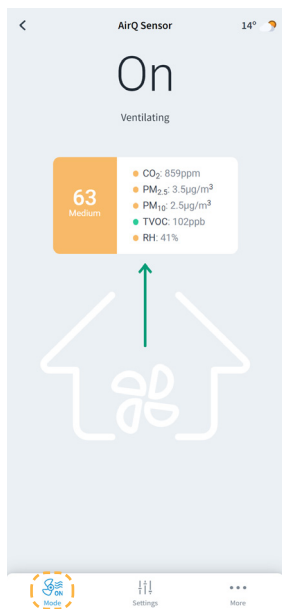 AirQ Sensor
14°
On
Ventilating
63
Medium
CO₂: 859ppm
PM₂.₅: 3.5µg/m³
PM₁₀: 2.5µg/m³
TVOC: 102ppb
RH: 41%
ON
Mode
Settings
More